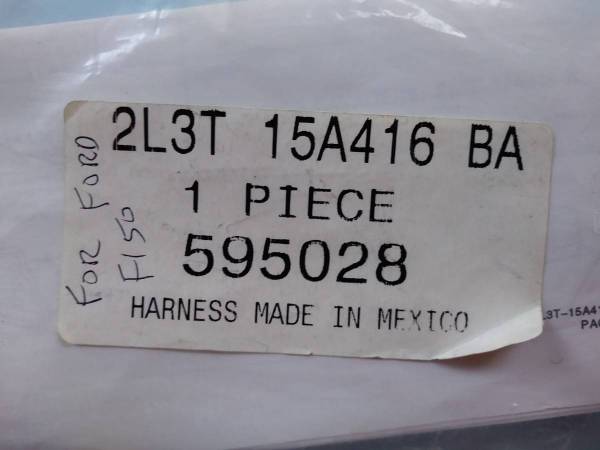 2L3T 15A416 BA
1 PIECE
595028
HARNESS MADE IN MEXICO
FOR FORD
F150